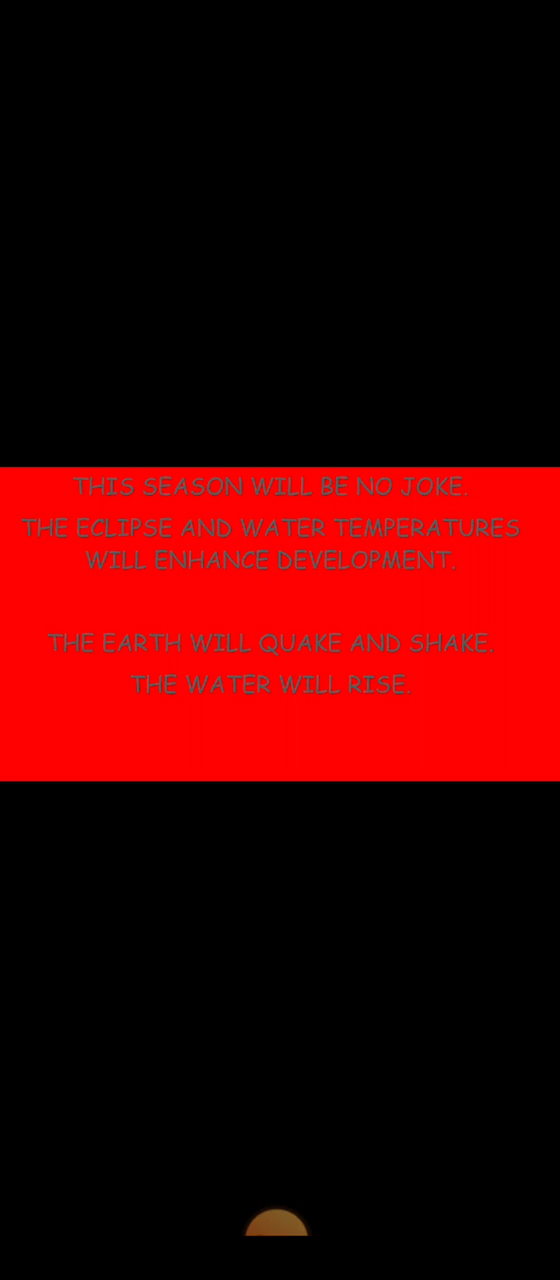 THIS SEASON WILL BE NO JOKE.
THE ECLIPSE AND WATER TEMPERATURES
WILL ENHANCE DEVELOPMENT.
THE EARTH WILL QUAKE AND SHAKE.
THE WATER WILL RISE.